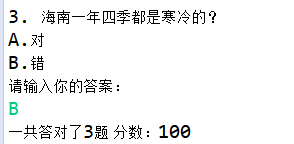 3. 海南一年四季都是寒冷的？
A.对
B.错
请输入你的答案：
B
一共答对了3题 分数：100